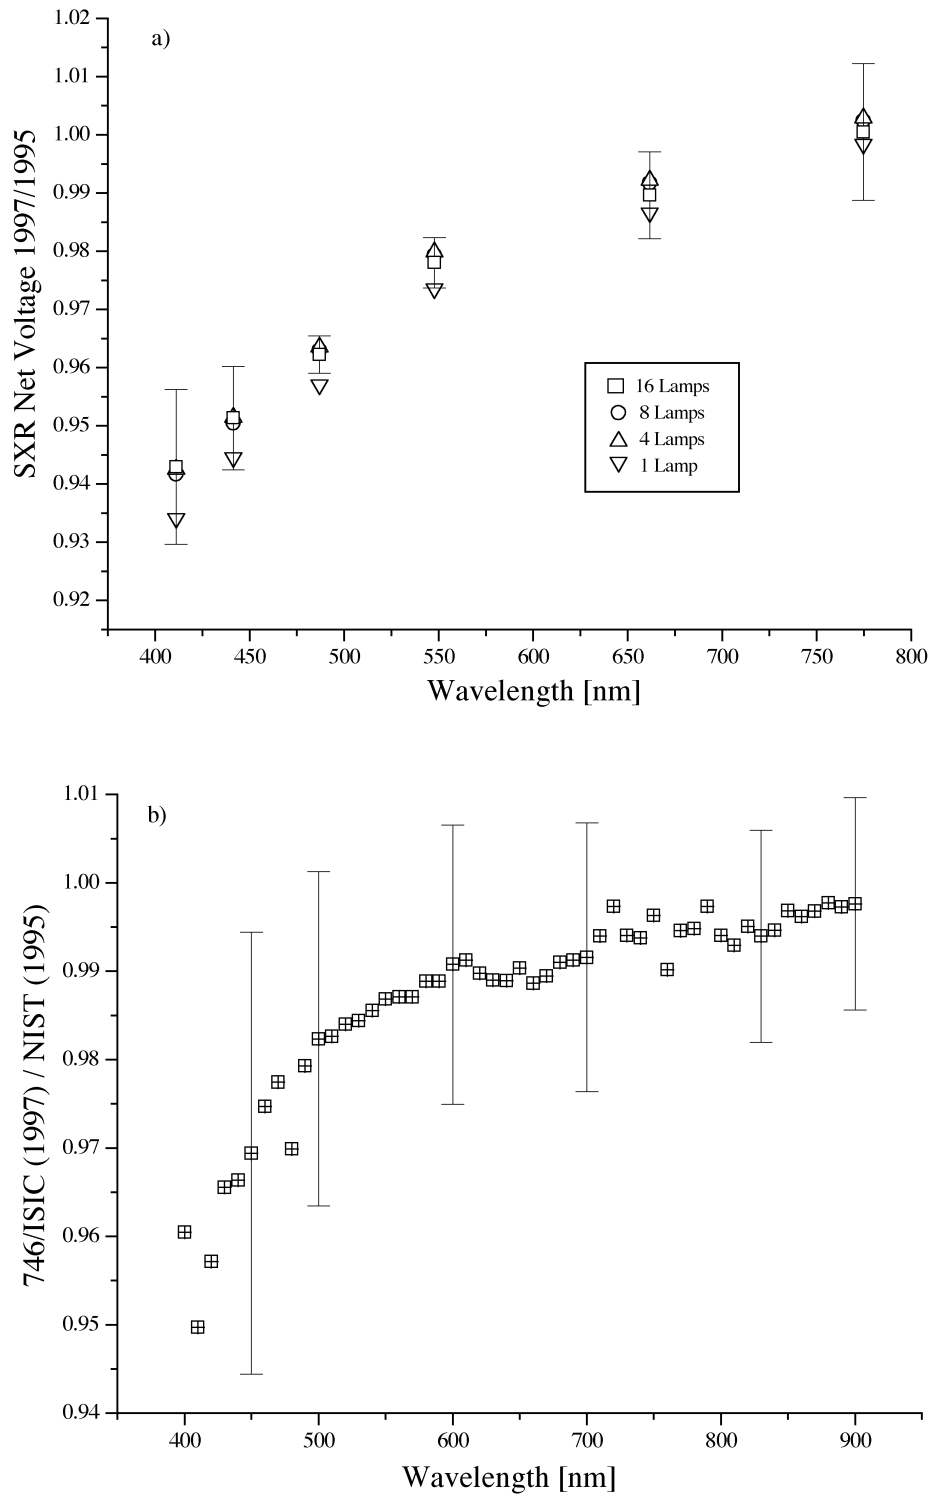 a)
SXR Net Voltage 1997/1995
1.02
1.01
1.00
0.99
0.98
0.97
0.96
0.95
0.94
0.93
0.92
16 Lamps
8 Lamps
4 Lamps
1 Lamp
400 450 500 550 600 650 700 750 800
Wavelength [nm]
b)
746/ISIC (1997) / NIST (1995)
1.01
1.00
0.99
0.98
0.97
0.96
0.95
0.94
400 500 600 700 800 900
Wavelength [nm]